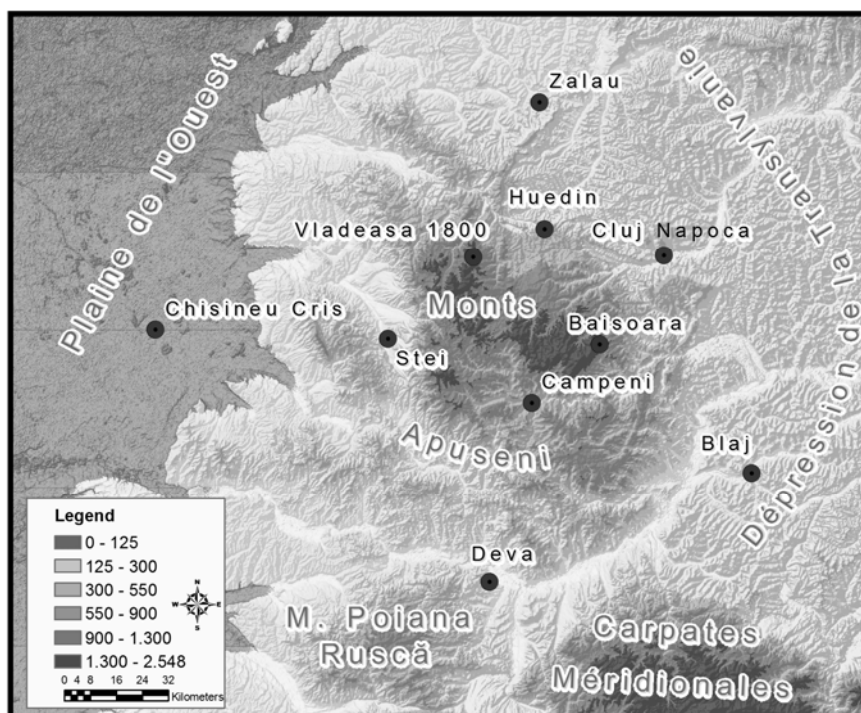 Zalau
Plaine de l"Ouest
Dépression de la Transylvanie
Huedin
Vladeasa 1800
Cluj Napoca
Monts
Chisineu Cris
Baisoara
Stei
Campeni
Apuseni
Blaj
Deva
M. Poiana
Ruscă
Carpates
Méridionales
Legend
0 - 125
125 - 300
300 - 550
550 - 900
900 - 1.300
1.300 - 2.548
N
W E
S
0 4 8 16 24 32
Kilometers